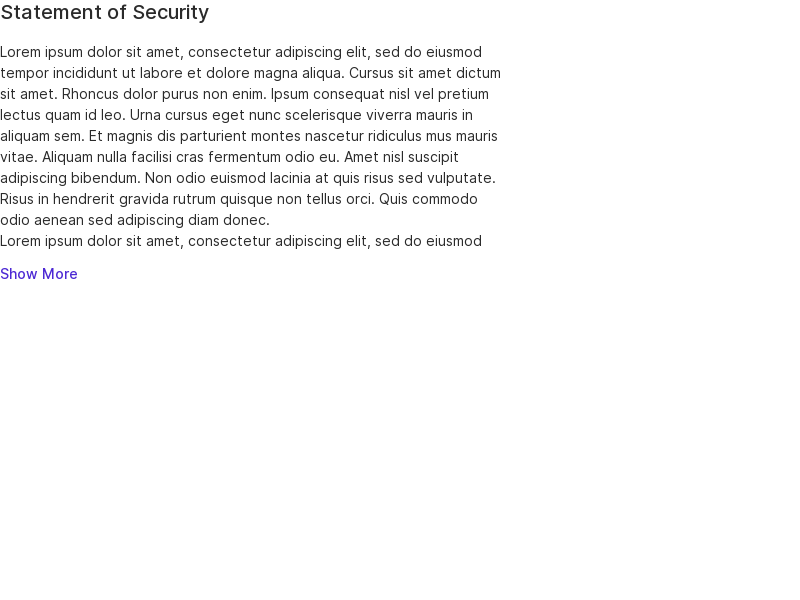 Statement of Security
Lorem ipsum dolor sit amet, consectetur adipiscing elit, sed do eiusmod
tempor incididunt ut labore et dolore magna aliqua. Cursus sit amet dictum
sit amet. Rhoncus dolor purus non enim. Ipsum consequat nisl vel pretium
lectus quam id leo. Urna cursus eget nunc scelerisque viverra mauris in
aliquam sem. Et magnis dis parturient montes nascetur ridiculus mus mauris
vitae. Aliquam nulla facilisi cras fermentum odio eu. Amet nisl suscipit
adipiscing bibendum. Non odio euismod lacinia at quis risus sed vulputate.
Risus in hendrerit gravida rutrum quisque non tellus orci. Quis commodo
odio aenean sed adipiscing diam donec.
Lorem ipsum dolor sit amet, consectetur adipiscing elit, sed do eiusmod
Show More